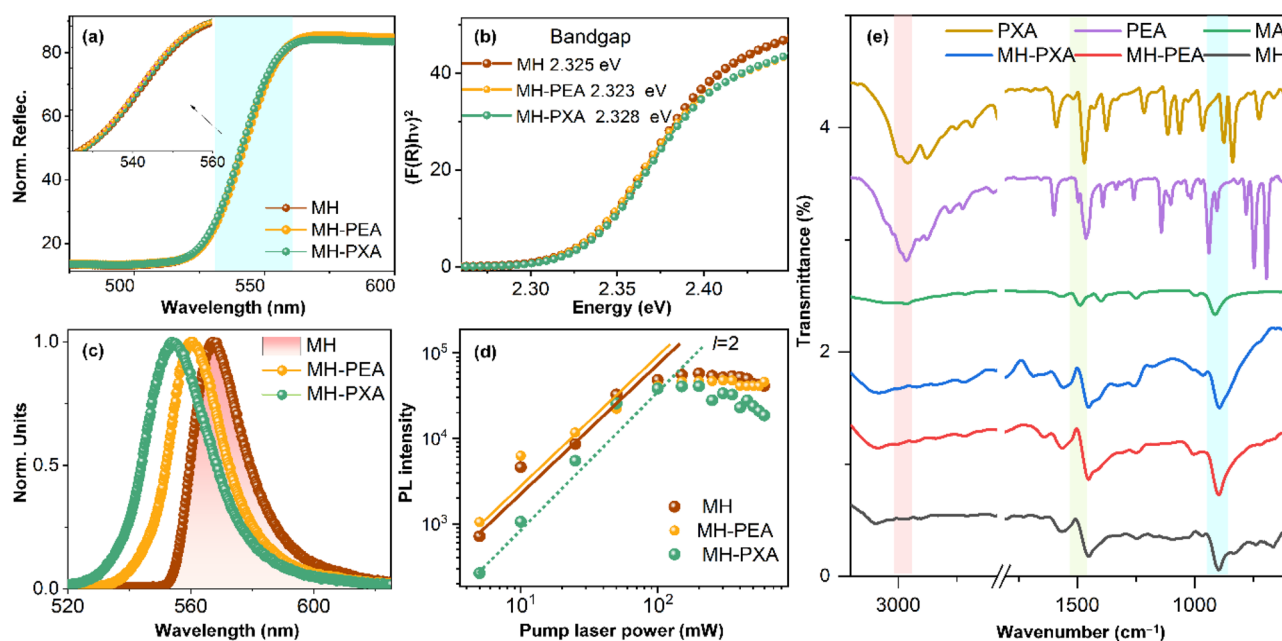 (a)
80
60
40
20
Norm. Reflec.
540
560
MH
MH-PEA
MH-PXA
500
550
600
Wavelength (nm)
(b)
Bandgap
MH 2.325 eV
MH-PEA 2.323 eV
MH-PXA 2.328 eV
40
20
0
(F(R)hν)²
2.30
2.35
2.40
Energy (eV)
(c)
MH
MH-PEA
MH-PXA
1.0
0.5
0.0
Norm. Units
520
560
600
Wavelength (nm)
(d)
l=2
10⁵
10⁴
10³
PL intensity
MH
MH-PEA
MH-PXA
10¹
10²
Pump laser power (mW)
(e)
PXA
PEA
MA
MH-PXA
MH-PEA
MH
4
2
0
Transmittance (%)
3000
1500
1000
Wavenumber (cm⁻¹)